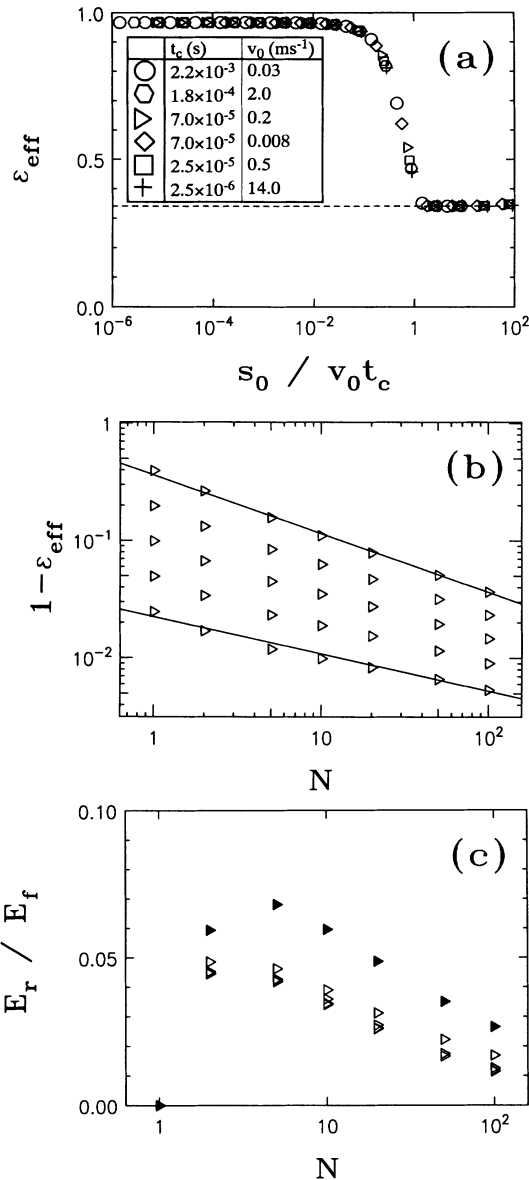 1.0
(a)
t_c (s) v_0 (ms^-1)
2.2×10^-3 0.03
1.8×10^-4 2.0
7.0×10^-5 0.2
7.0×10^-5 0.008
2.5×10^-5 0.5
2.5×10^-6 14.0
ε_eff
0.5
0.0
10^-6 10^-4 10^-2 1 10^2
s_0 / v_0t_c
1
(b)
1−ε_eff
10^-1
10^-2
1 10 10^2
N
0.10
(c)
E_r / E_f
0.05
0.00
1 10 10^2
N